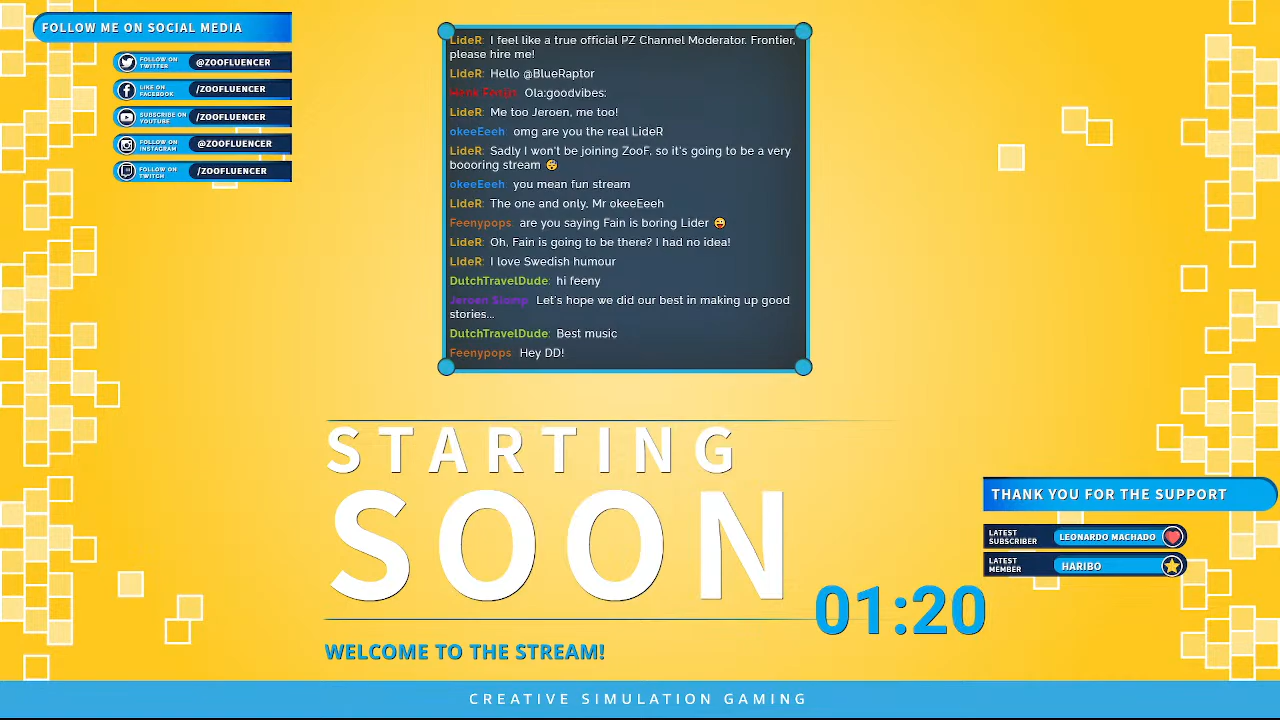 FOLLOW ME ON SOCIAL MEDIA
FOLLOW ON
TWITTER
@ZOOFLUENCER
LIKE ON
FACEBOOK
/ZOOFLUENCER
SUBSCRIBE ON
YOUTUBE
/ZOOFLUENCER
FOLLOW ON
INSTAGRAM
@ZOOFLUENCER
FOLLOW ON
TWITCH
/ZOOFLUENCER
LideR: I feel like a true official PZ Channel Moderator. Frontier,
please hire me!
LideR: Hello @BlueRaptor
Ola:goodvibes:
LideR: Me too Jeroen, me too!
okeeEeeh omg are you the real LideR
LideR: Sadly I won't be joining ZooF, so it's going to be a very
boooring stream 😴
okeeEeeh you mean fun stream
LideR: The one and only, Mr okeeEeeh
Feenypops are you saying Fain is boring Lider 😛
LideR: Oh, Fain is going to be there? I had no idea!
LideR: I love Swedish humour
DutchTravelDude: hi feeny
Jeroen Slomp Let's hope we did our best in making up good
stories...
DutchTravelDude: Best music
Feenypops Hey DD!
STARTING
SOON
01:20
WELCOME TO THE STREAM!
THANK YOU FOR THE SUPPORT
LATEST
SUBSCRIBER
LEONARDO MACHADO
LATEST
MEMBER
HARIBO
CREATIVE SIMULATION GAMING